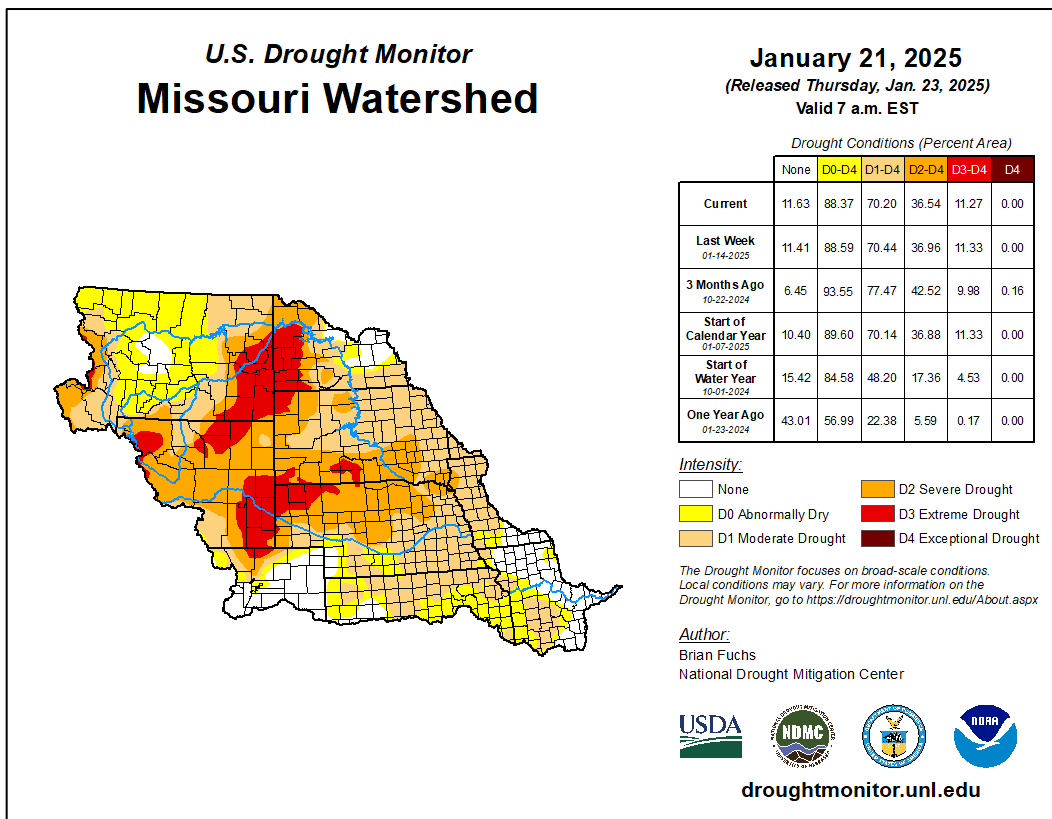 U.S. Drought Monitor
Missouri Watershed
January 21, 2025
(Released Thursday, Jan. 23, 2025)
Valid 7 a.m. EST
Drought Conditions (Percent Area)
None D0-D4 D1-D4 D2-D4 D3-D4 D4
Current 11.63 88.37 70.20 36.54 11.27 0.00
Last Week
01-14-2025 11.41 88.59 70.44 36.96 11.33 0.00
3 Months Ago
10-22-2024 6.45 93.55 77.47 42.52 9.98 0.16
Start of
Calendar Year
01-07-2025 10.40 89.60 70.14 36.88 11.33 0.00
Start of
Water Year
10-01-2024 15.42 84.58 48.20 17.36 4.53 0.00
One Year Ago
01-23-2024 43.01 56.99 22.38 5.59 0.17 0.00
Intensity:
None
D0 Abnormally Dry
D1 Moderate Drought
D2 Severe Drought
D3 Extreme Drought
D4 Exceptional Drought
The Drought Monitor focuses on broad-scale conditions.
Local conditions may vary. For more information on the
Drought Monitor, go to https://droughtmonitor.unl.edu/About.aspx
Author:
Brian Fuchs
National Drought Mitigation Center
USDA
NDMC
NOAA
droughtmonitor.unl.edu